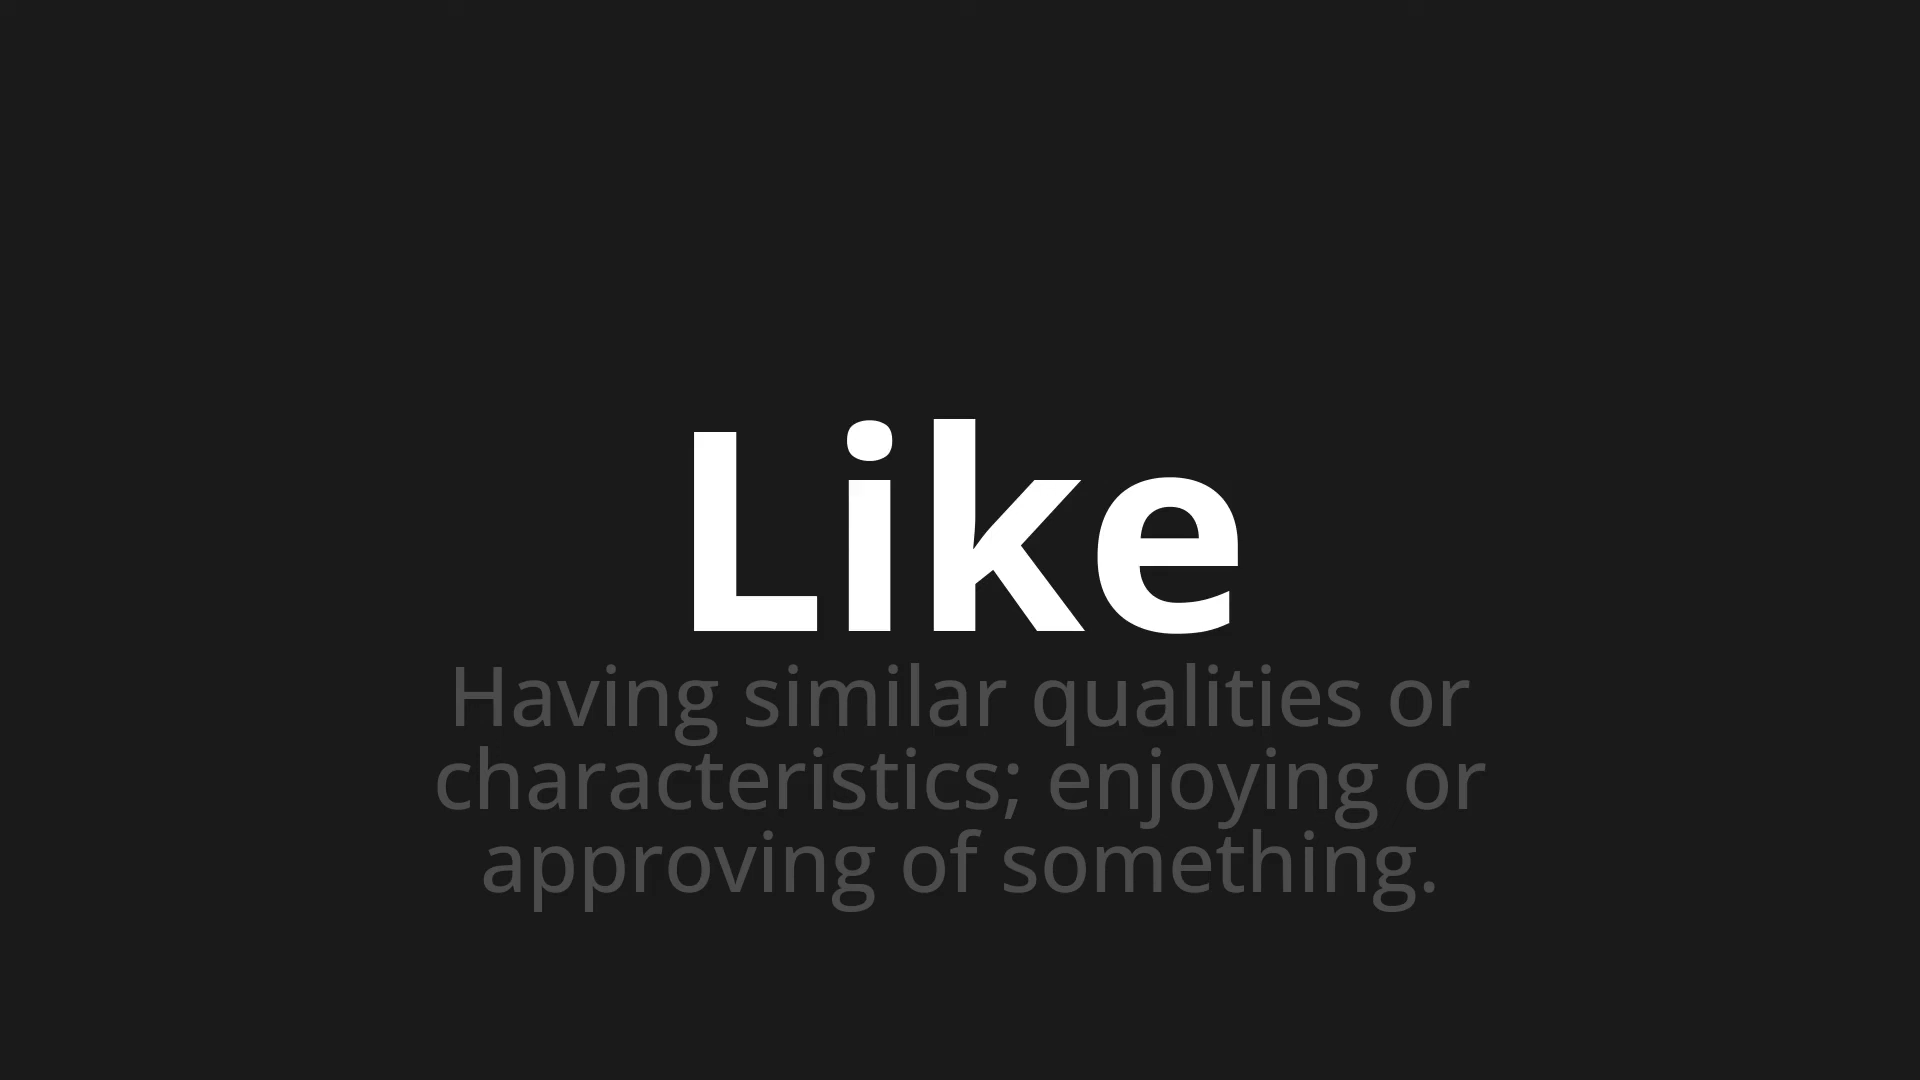 Like
Having similar qualities or
characteristics; enjoying or
approving of something.